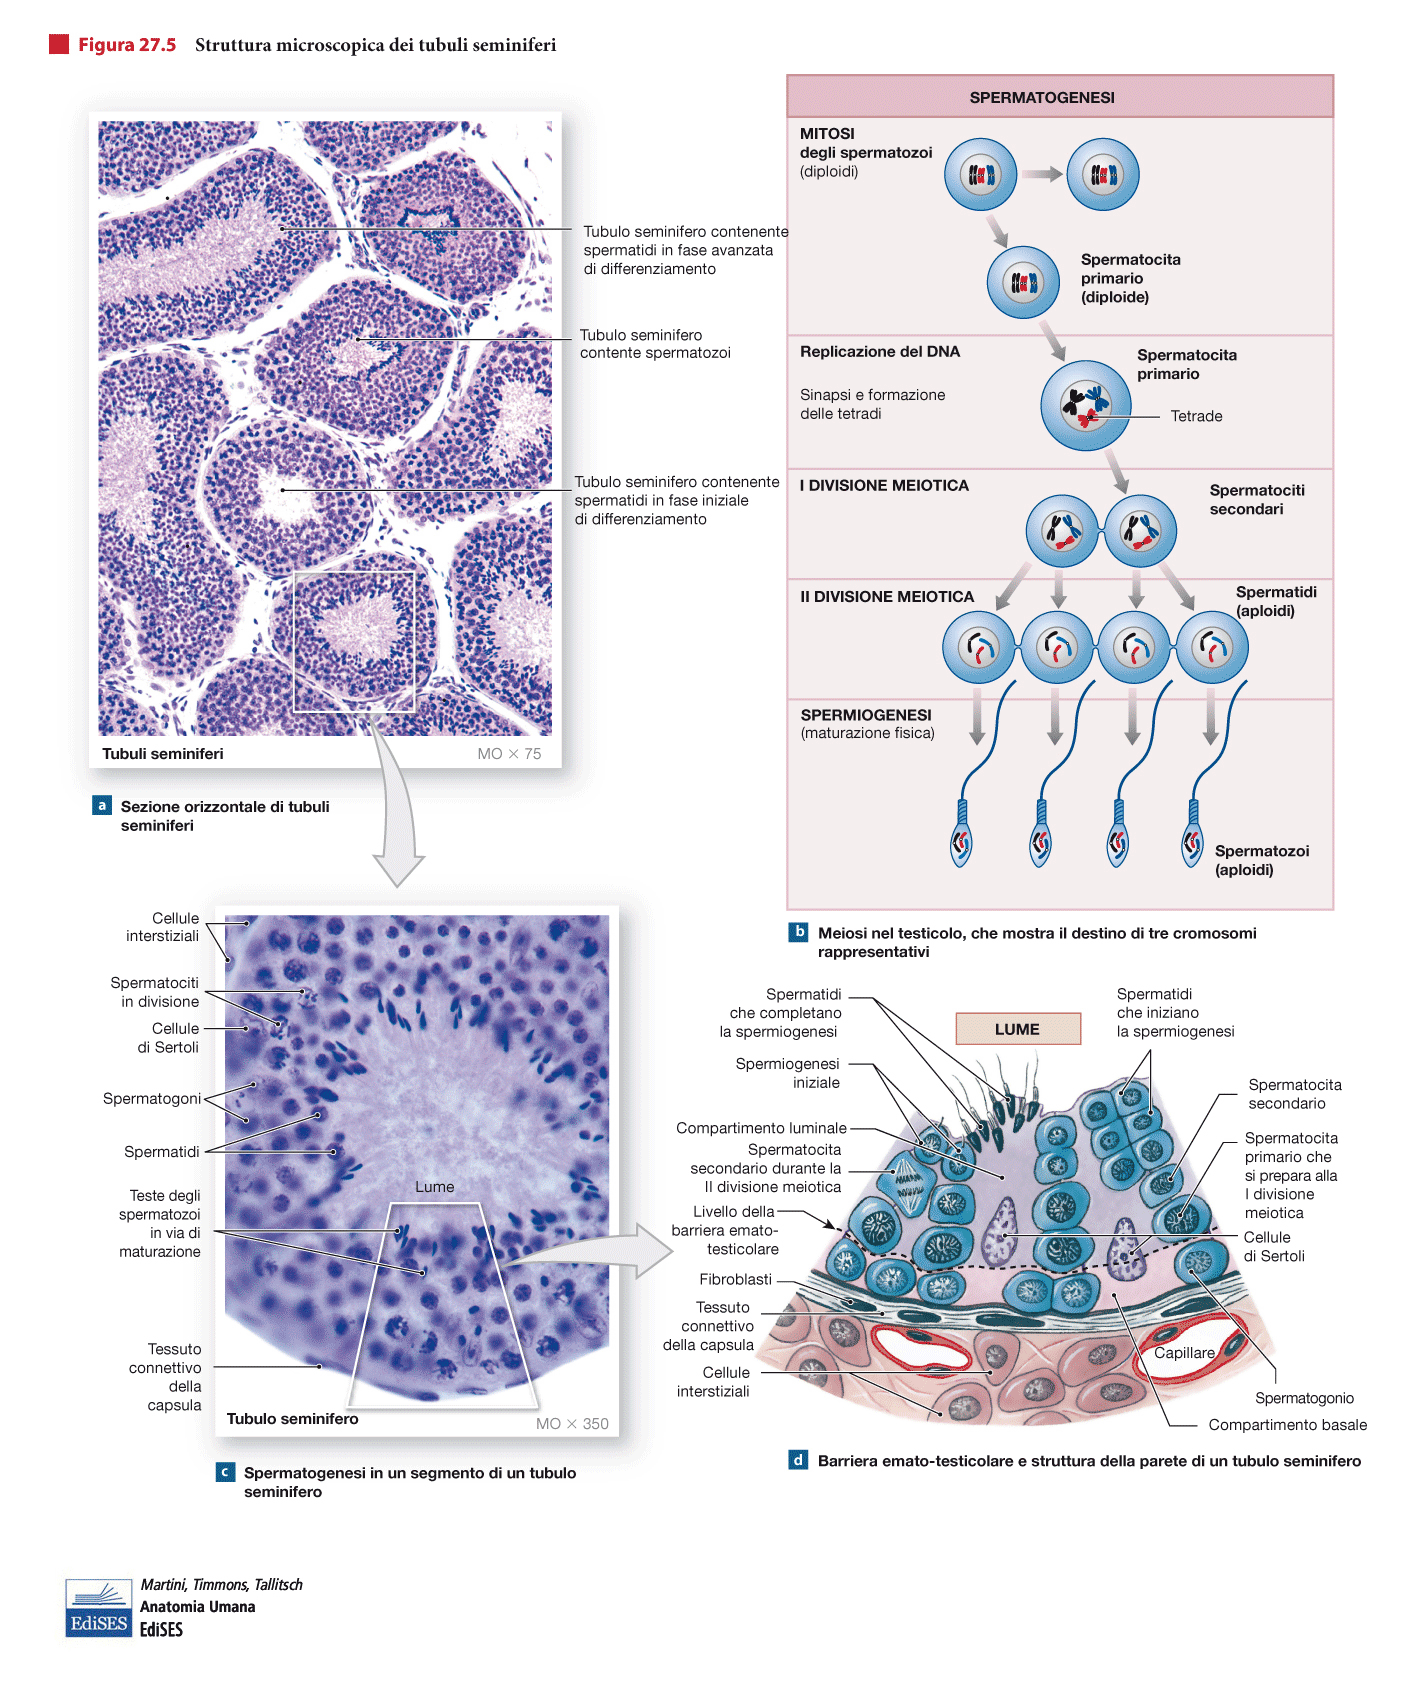 Figura 27.5 Struttura microscopica dei tubuli seminiferi
Tubulo seminifero contenente
spermatidi in fase avanzata
di differenziamento
Tubulo seminifero
contente spermatozoi
Tubulo seminifero contenente
spermatidi in fase iniziale
di differenziamento
Tubuli seminiferi
MO × 75
a Sezione orizzontale di tubuli
seminiferi
SPERMATOGENESI
MITOSI
degli spermatozoi
(diploidi)
Spermatocita
primario
(diploide)
Replicazione del DNA
Sinapsi e formazione
delle tetradi
Spermatocita
primario
Tetrade
I DIVISIONE MEIOTICA
Spermatociti
secondari
II DIVISIONE MEIOTICA
Spermatidi
(aploidi)
SPERMIOGENESI
(maturazione fisica)
Spermatozoi
(aploidi)
b Meiosi nel testicolo, che mostra il destino di tre cromosomi
rappresentativi
Cellule
interstiziali
Spermatociti
in divisione
Cellule
di Sertoli
Spermatogoni
Spermatidi
Teste degli
spermatozoi
in via di
maturazione
Tessuto
connettivo
della
capsula
Lume
Tubulo seminifero
MO × 350
c Spermatogenesi in un segmento di un tubulo
seminifero
Spermatidi
che completano
la spermiogenesi
Spermiogenesi
iniziale
Compartimento luminale
Spermatocita
secondario durante la
II divisione meiotica
Livello della
barriera emato-
testicolare
Fibroblasti
Tessuto
connettivo
della capsula
Cellule
interstiziali
LUME
Spermatidi
che iniziano
la spermiogenesi
Spermatocita
secondario
Spermatocita
primario che
si prepara alla
I divisione
meiotica
Cellule
di Sertoli
Capillare
Spermatogonio
Compartimento basale
d Barriera emato-testicolare e struttura della parete di un tubulo seminifero
EdiSES
Martini, Timmons, Tallitsch
Anatomia Umana
EdiSES